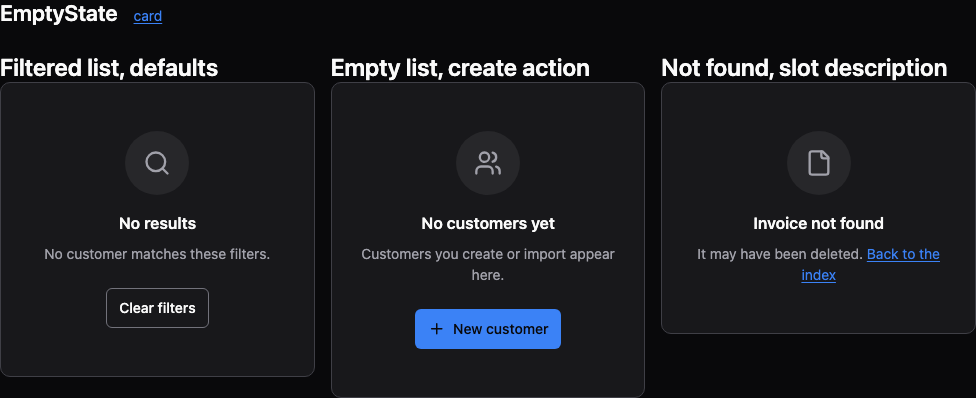 EmptyState card
Filtered list, defaults
No results
No customer matches these filters.
Clear filters
Empty list, create action
No customers yet
Customers you create or import appear
here.
New customer
Not found, slot description
Invoice not found
It may have been deleted. Back to the
index